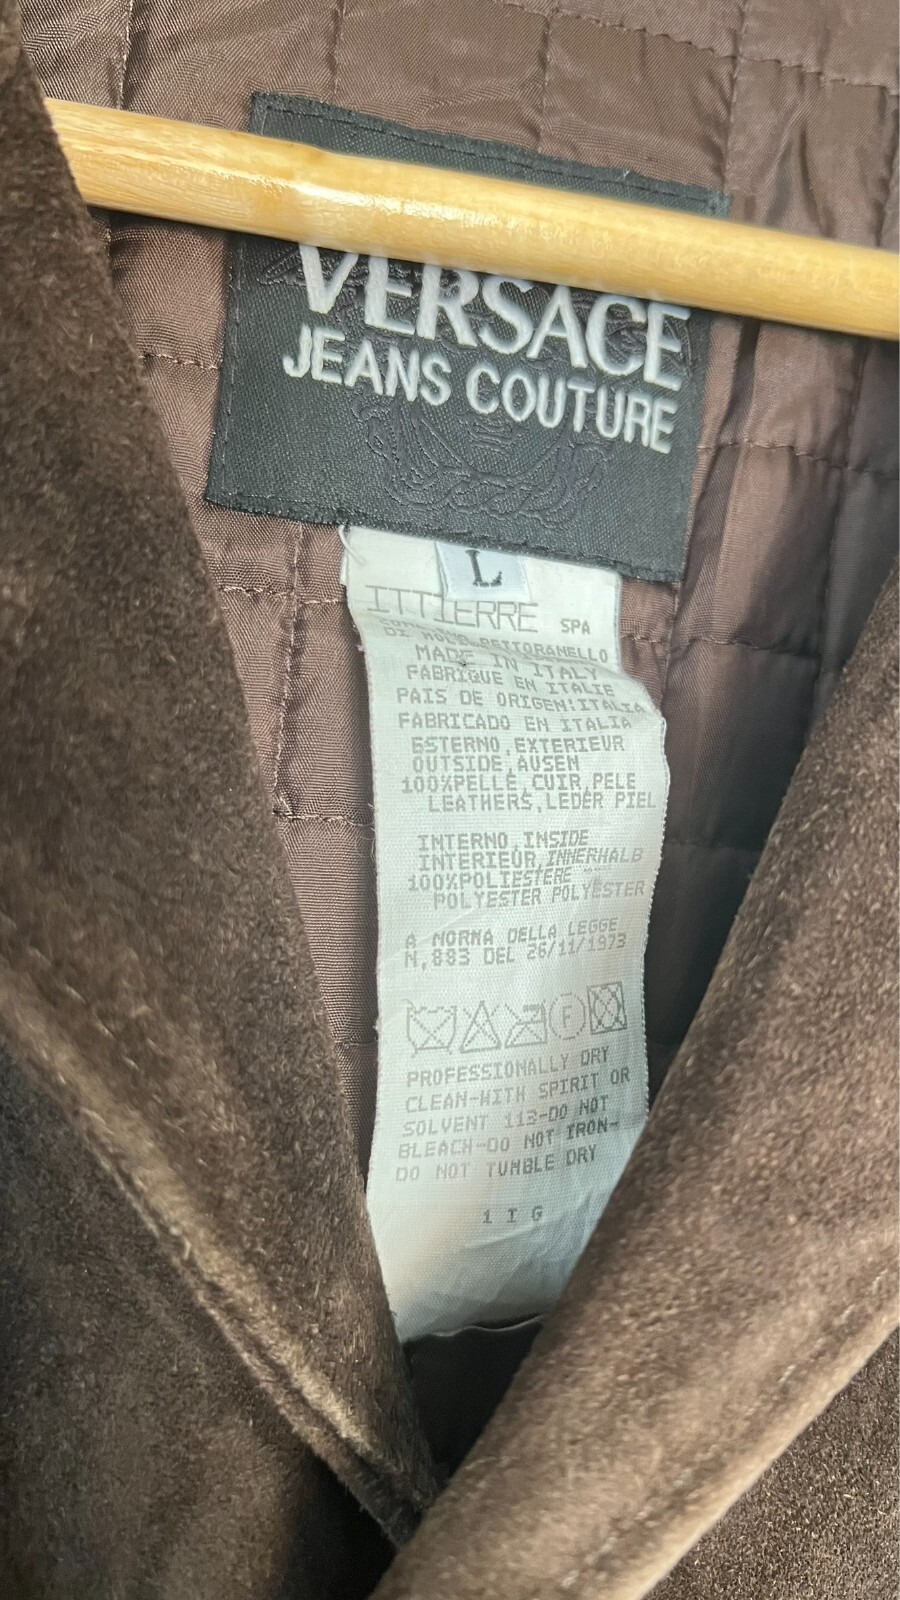 VERSACE
JEANS COUTURE
L
ITTIERRE SPA
DI PETTORANELLO
MADE IN ITALY
FABRIQUE EN ITALIE
PAIS DE ORIGEN:ITALIA
FABRICADO EN ITALIA
ESTERNO,EXTERIEUR
OUTSIDE,AUSEN
100%PELLE,CUIR,PELE
LEATHERS,LEDER PIEL
INTERNO,INSIDE
INTERIEUR,INNERHALB
100%POLIESTERE
POLYESTER POLYESTER
A NORMA DELLA LEGGE
N,883 DEL 26/11/1973
F
PROFESSIONALLY DRY
CLEAN-WITH SPIRIT OR
SOLVENT 113-DO NOT
BLEACH-DO NOT IRON-
DO NOT TUMBLE DRY
1 I G